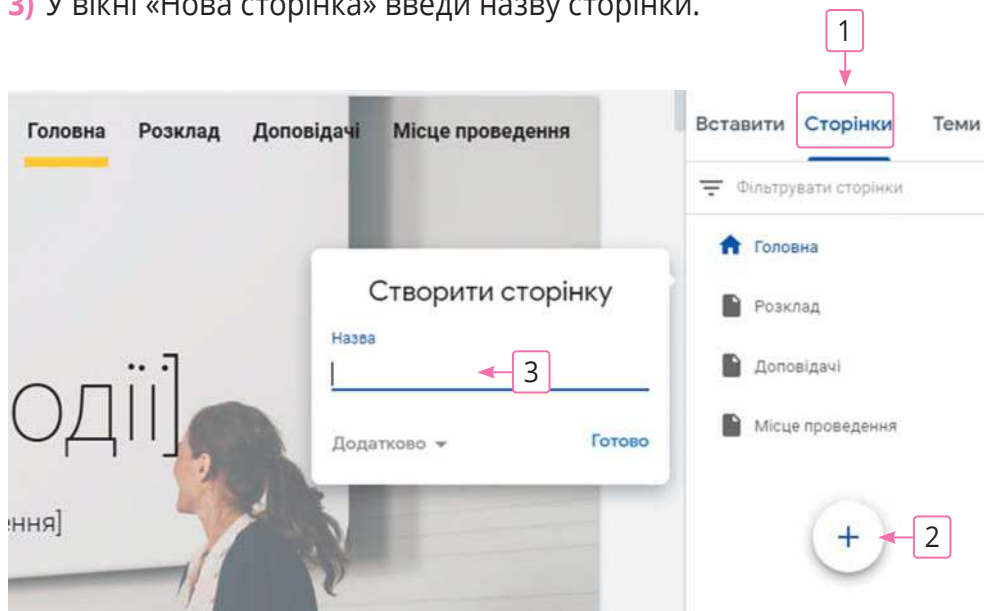 3) У вікні «Нова сторінка» введи назву сторінки.
1
Головна Розклад Доповідачі Місце проведення
Вставити Сторінки Теми
Фільтрувати сторінки
Головна
Створити сторінку
Розклад
Назва
3
Доповідачі
одії]
Місце проведення
Додатково Готово
ння]
+ 2